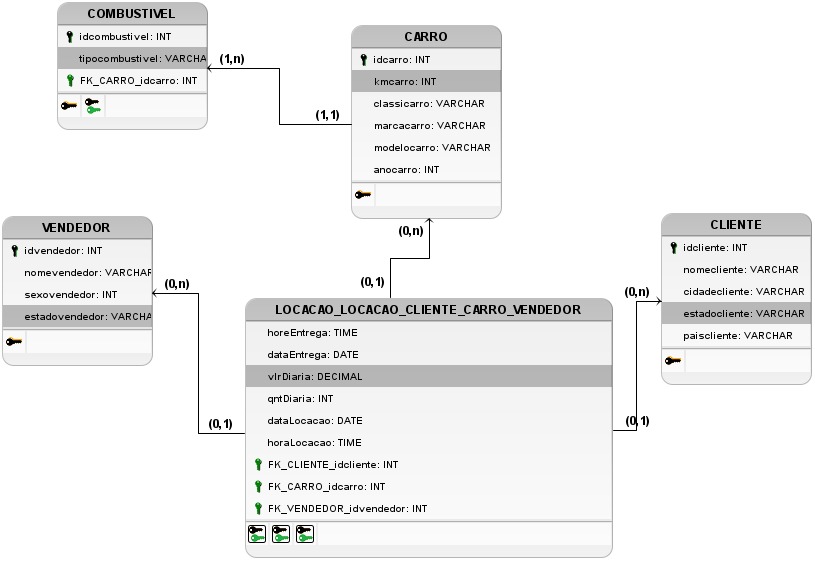 COMBUSTIVEL
idcombustivel: INT
tipocombustivel: VARCHA
FK_CARRO_idcarro: INT
(1,n)
(1,1)
CARRO
idcarro: INT
kmcarro: INT
classicarro: VARCHAR
marcacarro: VARCHAR
modelocarro: VARCHAR
anocarro: INT
(0,n)
(0,1)
VENDEDOR
idvendedor: INT
nomevendedor: VARCHAR
sexovendedor: INT
estadovendedor: VARCHA
(0,n)
(0,1)
CLIENTE
idcliente: INT
nomecliente: VARCHAR
cidadecliente: VARCHAR
estadocliente: VARCHAR
paiscliente: VARCHAR
(0,n)
(0,1)
LOCACAO_LOCACAO_CLIENTE_CARRO_VENDEDOR
horeEntrega: TIME
dataEntrega: DATE
vlrDiaria: DECIMAL
qntDiaria: INT
dataLocacao: DATE
horaLocacao: TIME
FK_CLIENTE_idcliente: INT
FK_CARRO_idcarro: INT
FK_VENDEDOR_idvendedor: INT